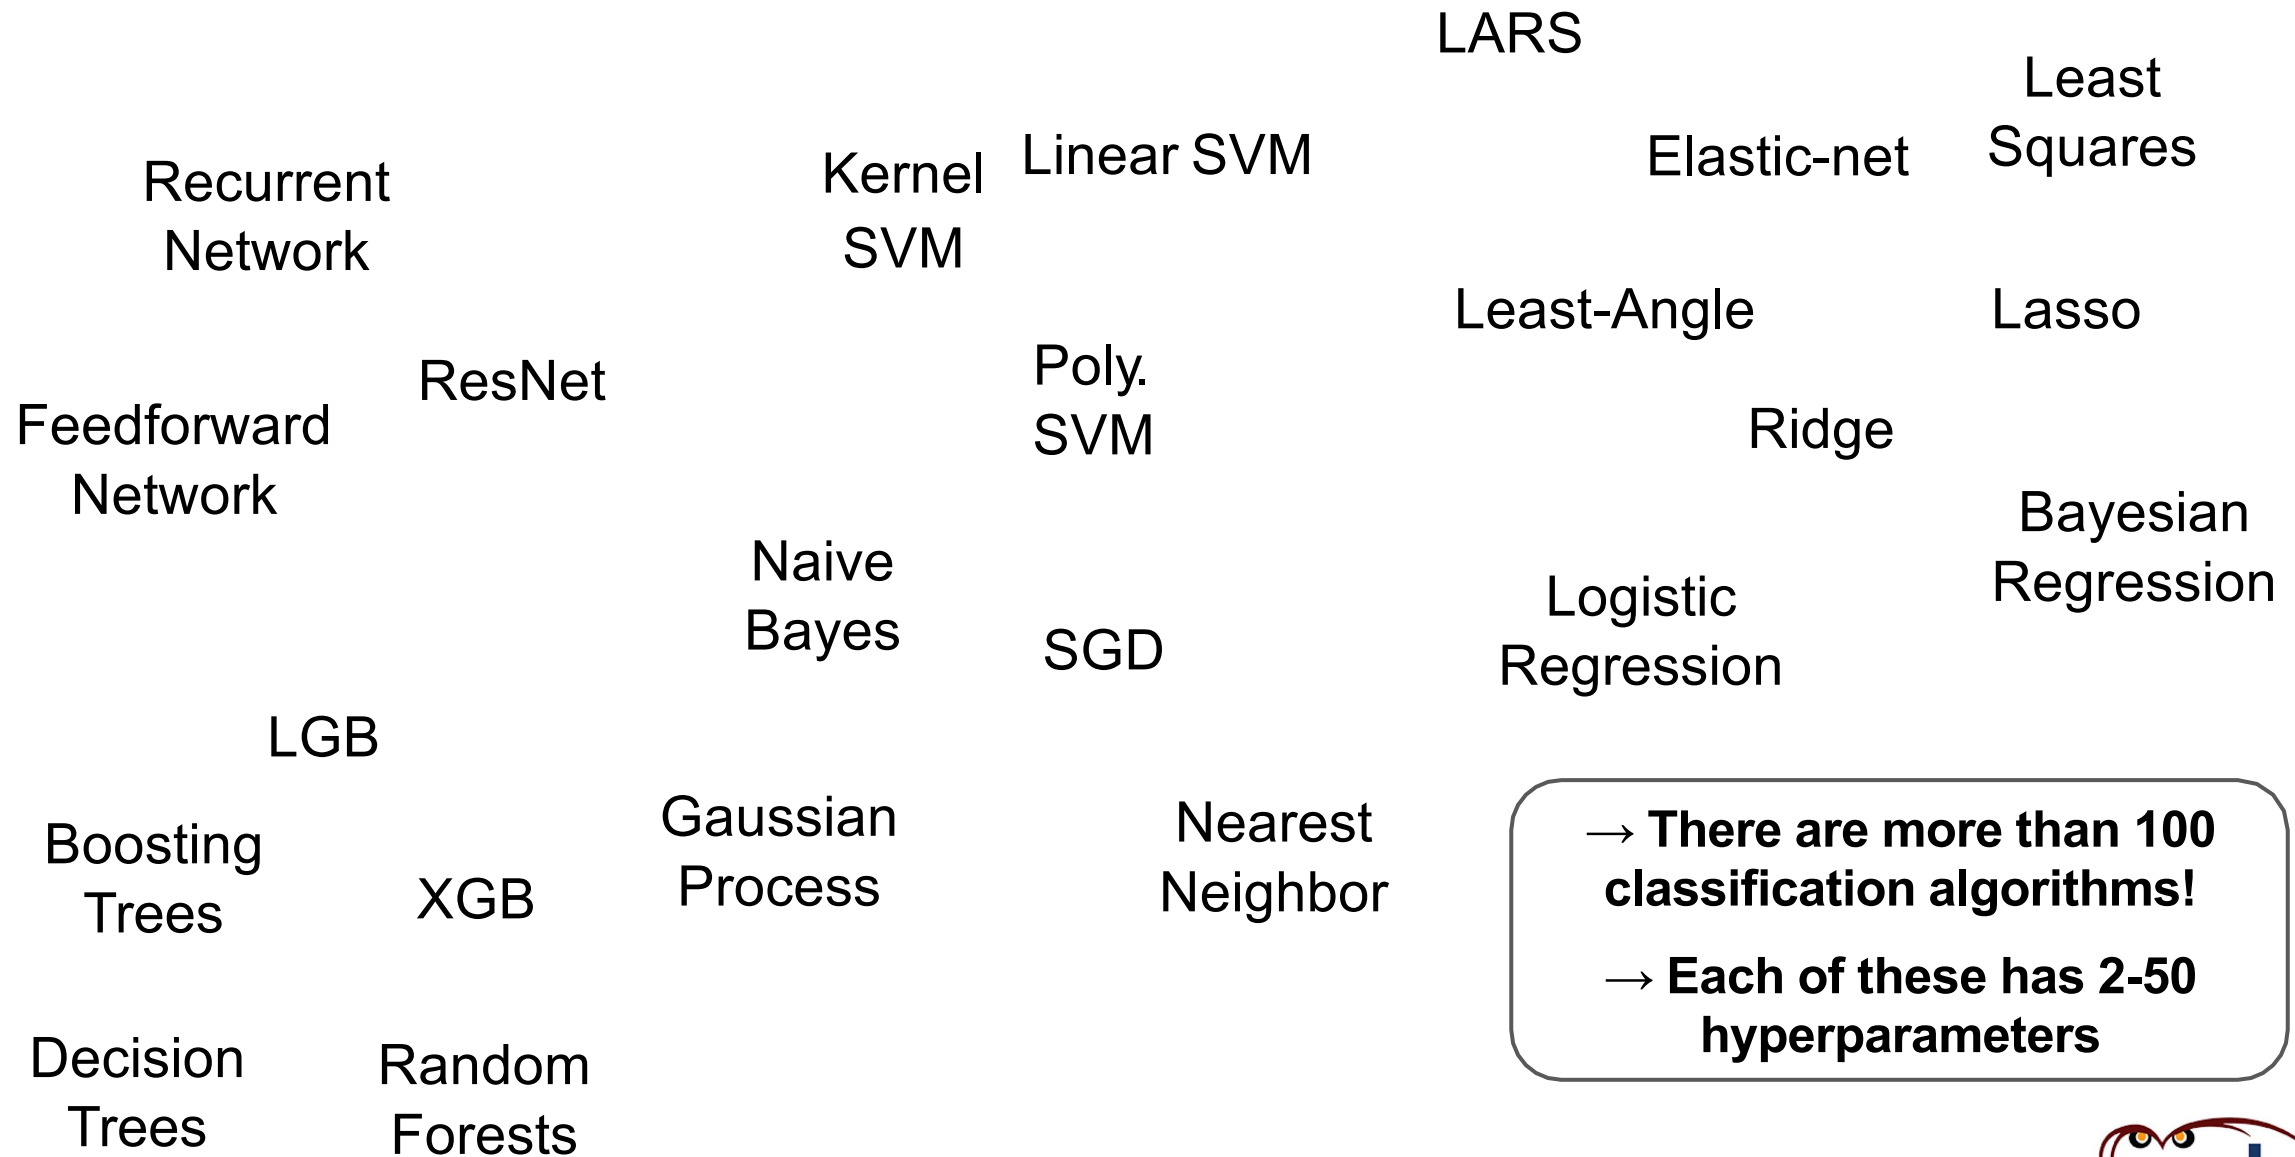 LARS
Least
Squares
Linear SVM
Elastic-net
Kernel
SVM
Recurrent
Network
Least-Angle
Lasso
ResNet
Poly.
SVM
Feedforward
Network
Ridge
Bayesian
Regression
Naive
Bayes
Logistic
Regression
SGD
LGB
Gaussian
Process
Nearest
Neighbor
Boosting
Trees
XGB
→ There are more than 100
classification algorithms!
→ Each of these has 2-50
hyperparameters
Decision
Trees
Random
Forests